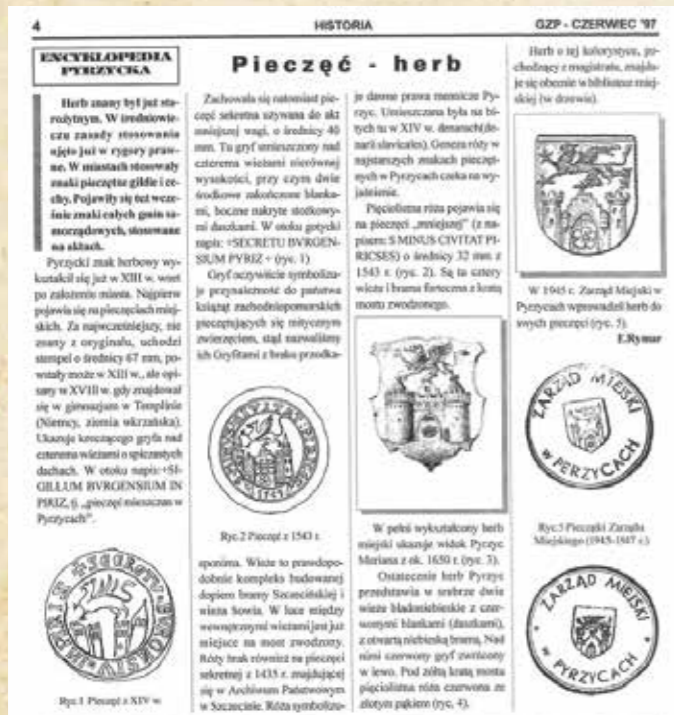 4
HISTORIA
GZP - CZERWIEC '97
ENCYKLOPEDIA
PYRZYCKA
Pieczęć - herb
Herb znany był już sta-
rożytnym. W średniowie-
czu zasady stosowania
ujęto już w rygory praw-
ne. W miastach stosowały
znaki pieczętne gildie i ce-
chy. Pojawiły się też wcze-
śnie znaki całych gmin sa-
morządowych, stosowane
na aktach.
Pyrzycki znak herbowy wy-
kształcił się już w XIII w. wnet
po założeniu miasta. Najpierw
pojawia się na pieczęciach miej-
skich. Za najwcześniejszy, nie
znany z oryginału, uchodzi
stempel o średnicy 67 mm, po-
wstały może w XIII w., ale opi-
sany w XVIII w. gdy znajdował
się w gimnazjum w Templinie
(Niemcy, ziemia wkrzańska).
Ukazuje kroczącego gryfa nad
czterema wieżami o spiczastych
dachach. W otoku napis:+SI-
GILLUM BVRGENSIUM IN
PIRIZ, tj. „pieczęć mieszczan w
Pyrzycach".
Ryc.1 Pieczęć z XIV w.
Zachowała się natomiast pie-
częć sekretna używana do akt
mniejszej wagi, o średnicy 40
mm. Tu gryf umieszczony nad
czterema wieżami nierównej
wysokości, przy czym dwie
środkowe zakończone blanka-
mi, boczne nakryte stożkowy-
mi daszkami. W otoku gotycki
napis: +SECRETU BVRGEN-
SIUM PYRIZ + (ryc. 1)
Gryf oczywiście symbolizu-
je przynależność do państwa
książąt zachodniopomorskich
pieczętujących się mitycznym
zwierzęciem, stąd nazwaliśmy
ich Gryfitami z braku przodka-
Ryc.2 Pieczęć z 1543 r.
aponima. Wieże to prawdopo-
dobnie kompleks budowanej
dopiero bramy Szczecińskiej i
wieża Sowia. W luce między
wewnętrznymi wieżami jest już
miejsce na most zwodzony.
Róży brak również na pieczęci
sekretnej z 1435 r. znajdującej
się w Archiwum Państwowym
w Szczecinie. Róża symbolizu-
je dawne prawa mennicze Py-
rzyc. Umieszczana była na bi-
tych tu w XIV w. denarach(de-
narii slavicales). Geneza róży w
najstarszych znakach pieczęt-
nych w Pyrzycach czeka na wy-
jaśnienie.
Pięciolistna róża pojawia się
na pieczęci „mniejszej" (z na-
pisem: S MINUS CIVITAT PI-
RICSES) o średnicy 32 mm z
1543 r. (ryc. 2). Są tu cztery
wieże i brama forteczna z kratą
mostu zwodzonego.
W pełni wykształcony herb
miejski ukazuje widok Pyrzyc
Meriana z ok. 1650 r. (ryc. 3).
Ostatecznie herb Pyrzyc
przedstawia w srebrze dwie
wieże bladoniebieskie z czer-
wonymi blankami (daszkami),
z otwartą niebieską bramą. Nad
nimi czerwony gryf zwrócony
w lewo. Pod żółtą kratą mostu
pięciolistna róża czerwona ze
złotym pąkiem (ryc. 4).
Herb o tej kolorystyce, po-
chodzący z magistratu, znajdu-
je się obecnie w bibliotece miej-
skiej (w drzewie).
W 1945 r. Zarząd Miejski w
Pyrzycach wprowadził herb do
swych pieczęci (ryc. 5).
E.Rymar
ZARZĄD MIEJSKI
w PERZYCACH
Ryc.5 Pieczątki Zarządu
Miejskiego (1945-1947 r.)
ZARZĄD MIEJSKI
w PYRZYCACH